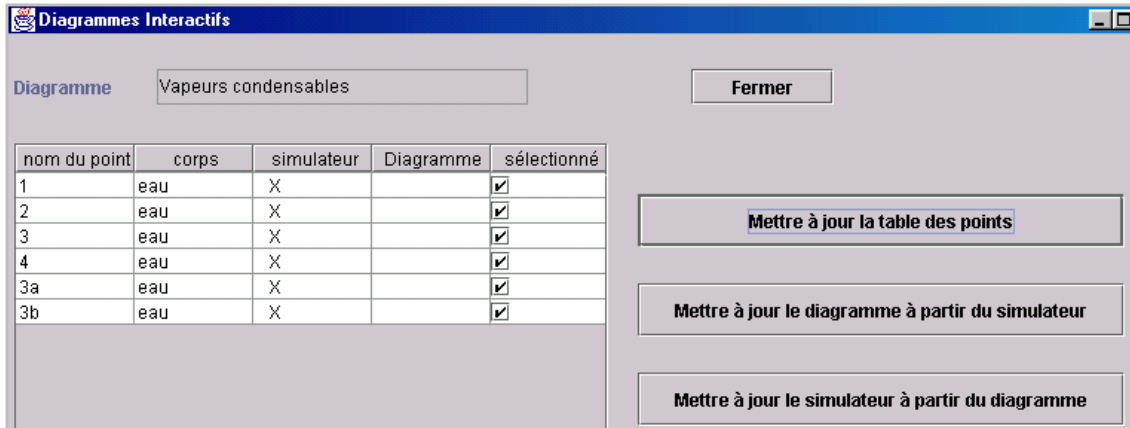 Diagrammes Interactifs
Diagramme Vapeurs condensables Fermer
nom du point corps simulateur Diagramme sélectionné
1 eau X
2 eau X
3 eau X
4 eau X
3a eau X
3b eau X
Mettre à jour la table des points
Mettre à jour le diagramme à partir du simulateur
Mettre à jour le simulateur à partir du diagramme